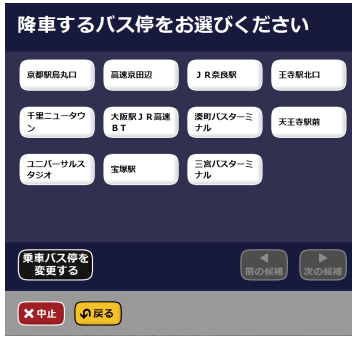 降車するバス停をお選びください
京都駅烏丸口
高速京田辺
ＪＲ奈良駅
王寺駅北口
千里ニュータウ
ン
大阪駅ＪＲ高速
ＢＴ
湊町バスターミ
ナル
天王寺駅前
ユニバーサルス
タジオ
宝塚駅
三宮バスターミ
ナル
乗車バス停を
変更する
前の候補
次の候補
中止
戻る